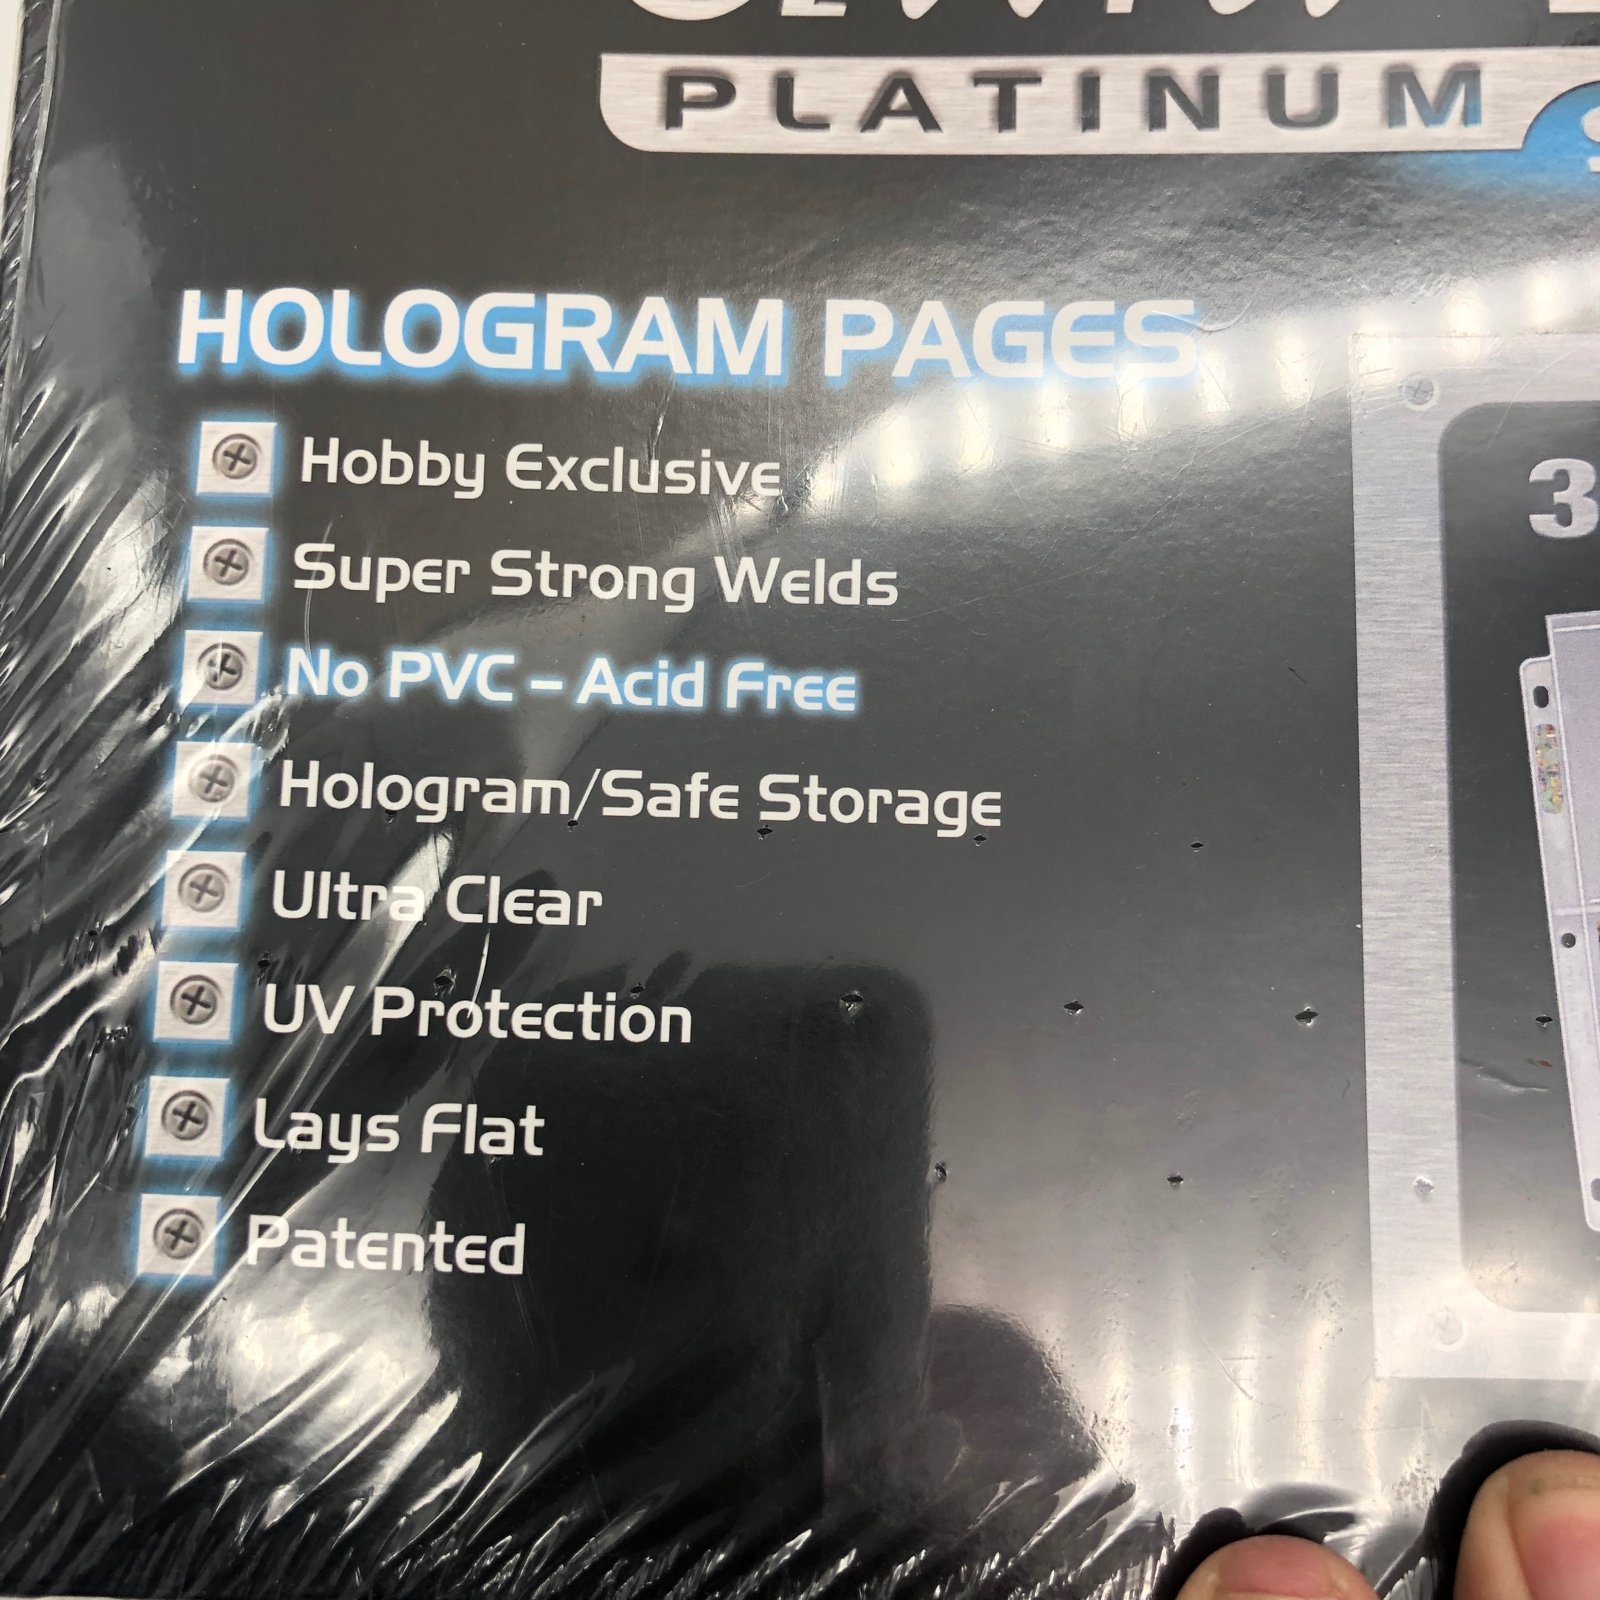 PLATINUM
HOLOGRAM PAGES
Hobby Exclusive
Super Strong Welds
No PVC – Acid Free
Hologram/Safe Storage
Ultra Clear
UV Protection
Lays Flat
Patented
3